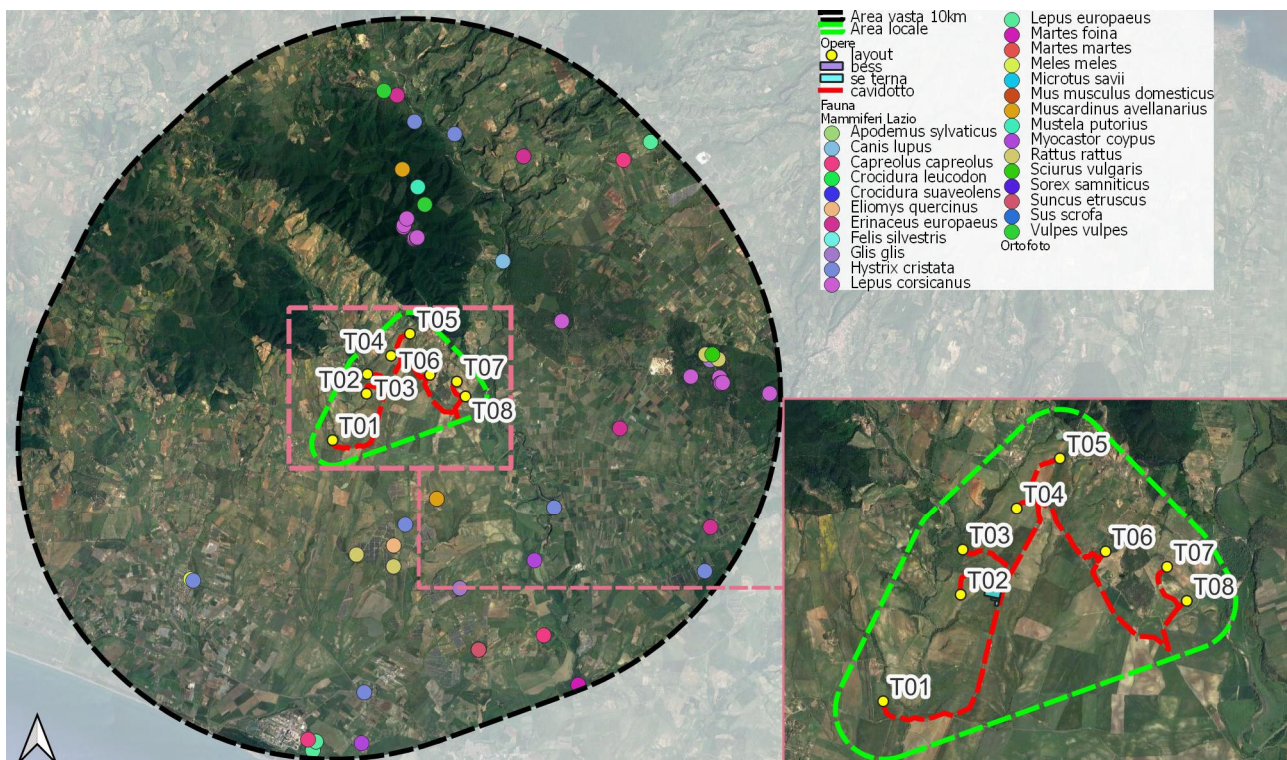 Area vasta 10km
Area locale
Opere
layout
bess
se terna
cavidotto
Fauna
Mammiferi Lazio
Apodemus sylvaticus
Canis lupus
Capreolus capreolus
Crocidura leucodon
Crocidura suaveolens
Eliomys quercinus
Erinaceus europaeus
Felis silvestris
Glis glis
Hystrix cristata
Lepus corsicanus
Lepus europaeus
Martes foina
Martes martes
Meles meles
Microtus savii
Mus musculus domesticus
Muscardinus avellanarius
Mustela putorius
Myocastor coypus
Rattus rattus
Sciurus vulgaris
Sorex samniticus
Suncus etruscus
Sus scrofa
Vulpes vulpes
Ortofoto
T05
T04
T06
T02
T07
T03
T08
T01
T05
T04
T03
T06
T07
T02
T08
T01